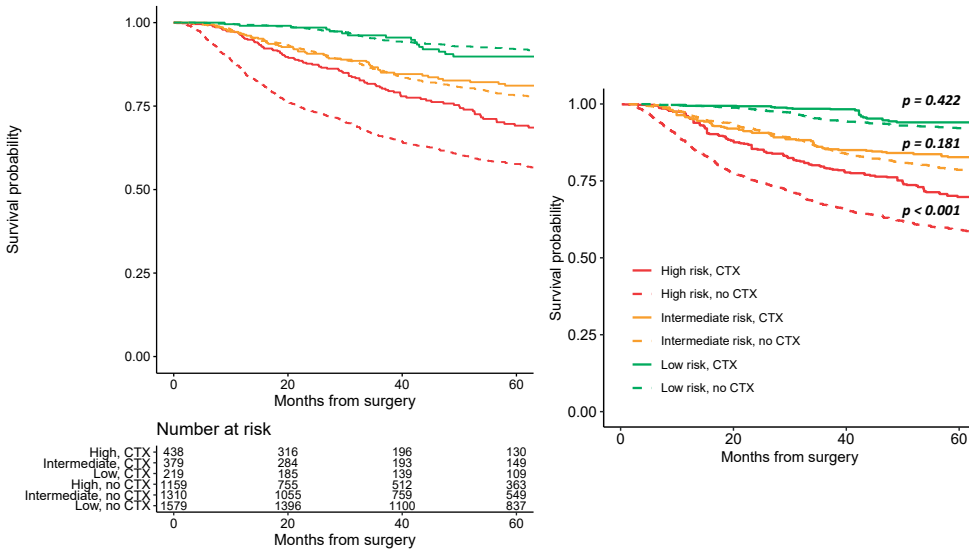 Survival probability
1.00
0.75
0.50
0.25
0.00
0 20 40 60
Months from surgery
Number at risk
High, CTX 438 316 196 130
Intermediate, CTX 379 284 193 149
Low, CTX 219 185 139 109
High, no CTX 1159 755 512 363
Intermediate, no CTX 1310 1055 759 549
Low, no CTX 1579 1396 1100 837
0 20 40 60
Months from surgery
Survival probability
1.00
0.75
0.50
0.25
0.00
p = 0.422
p = 0.181
p < 0.001
High risk, CTX
High risk, no CTX
Intermediate risk, CTX
Intermediate risk, no CTX
Low risk, CTX
Low risk, no CTX
0 20 40 60
Months from surgery